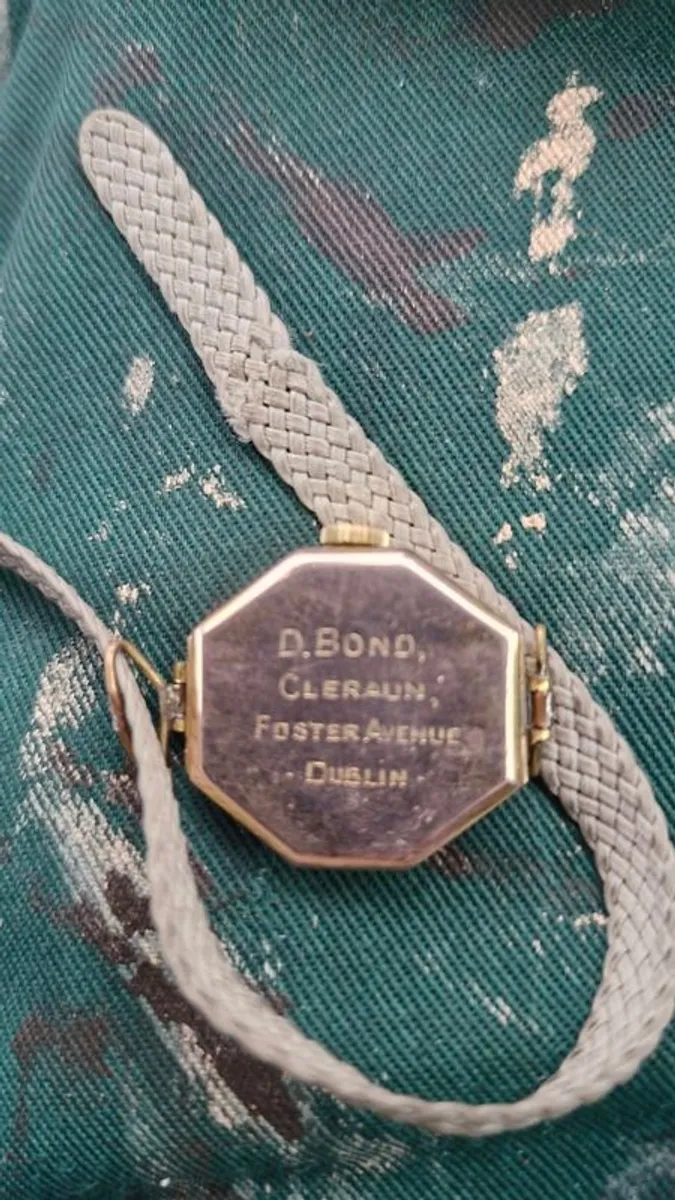 D. BOND,
CLERAUN,
FOSTER AVENUE
· DUBLIN ·